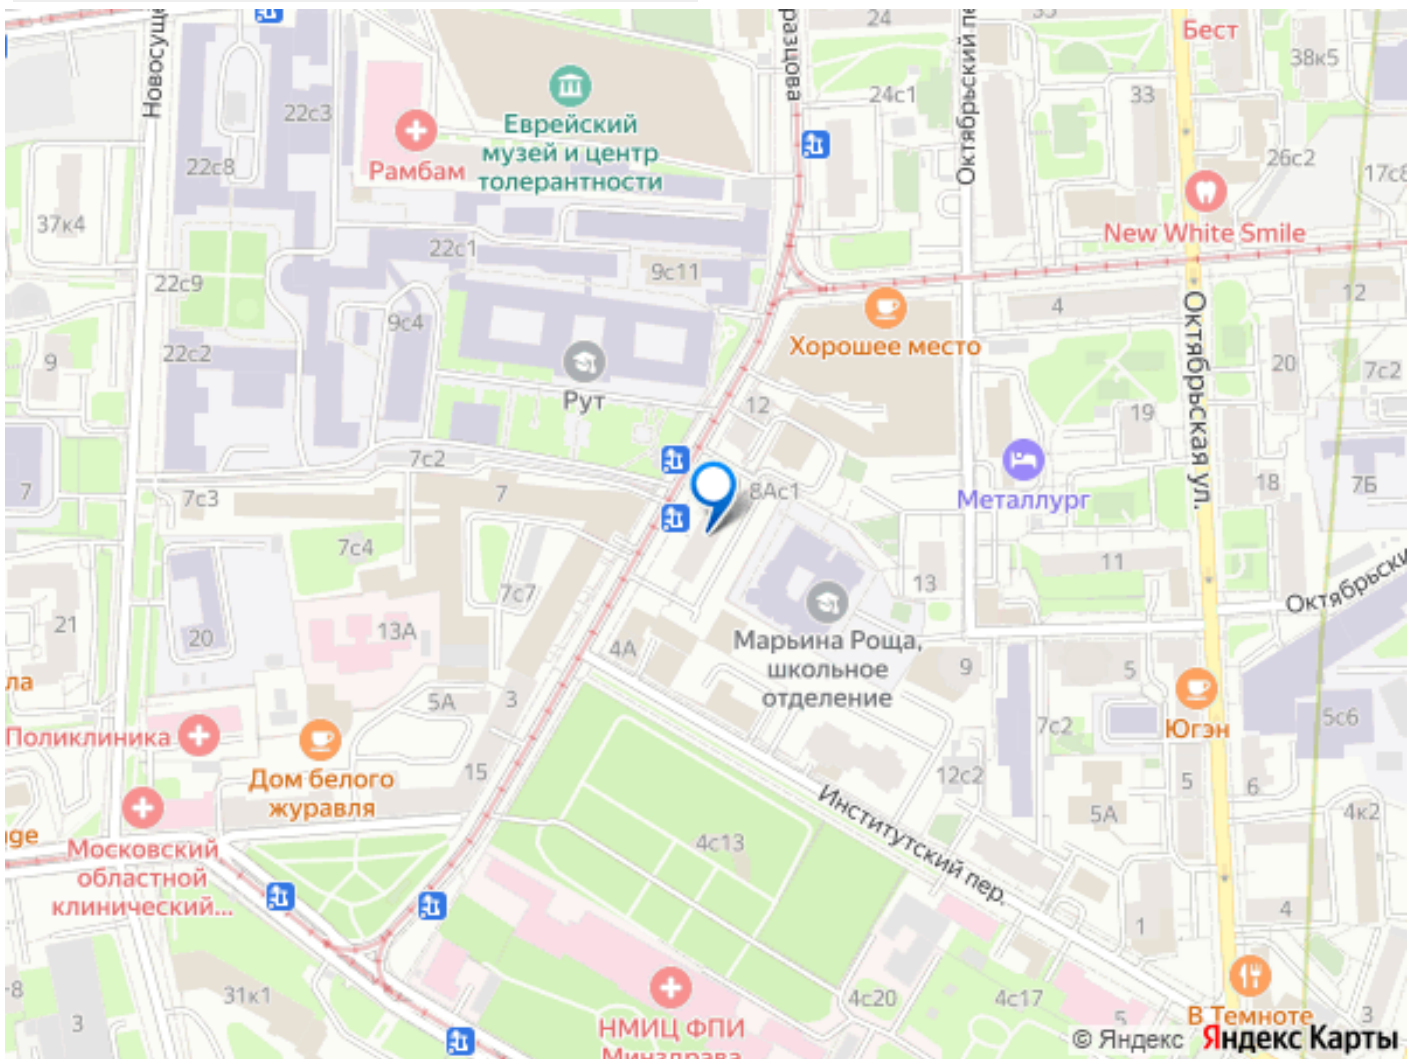 Новосуще
22с3
22с8
37к4
22с9
22с2
9
Рамбам
Еврейский
музей и центр
толерантности
22с1
9с11
9с4
Рут
разцова
24
24с1
Октябрьский пе
33
Бест
38к5
33
26с2
17с8
New White Smile
12
4
Хорошее место
Октябрьская ул.
20
7с2
19
12
7с2
7
7с3
7
8Ас1
Металлург
18
7Б
7с4
7с7
11
13
Октябрьски
21
20
13А
4А
Марьина Роща,
школьное
отделение
9
5
ла
5А
3
7с2
Югэн
5с6
Поликлиника
Дом белого
журавля
15
12с2
5
6
5А
4к2
Институтский пер.
4с13
Московский
областной
клинический...
4
1
-8
31к1
3
НМИЦ ФПИ
Минздрава
4с20
4с17
5
В Темноте
3
© Яндекс Яндекс Карты